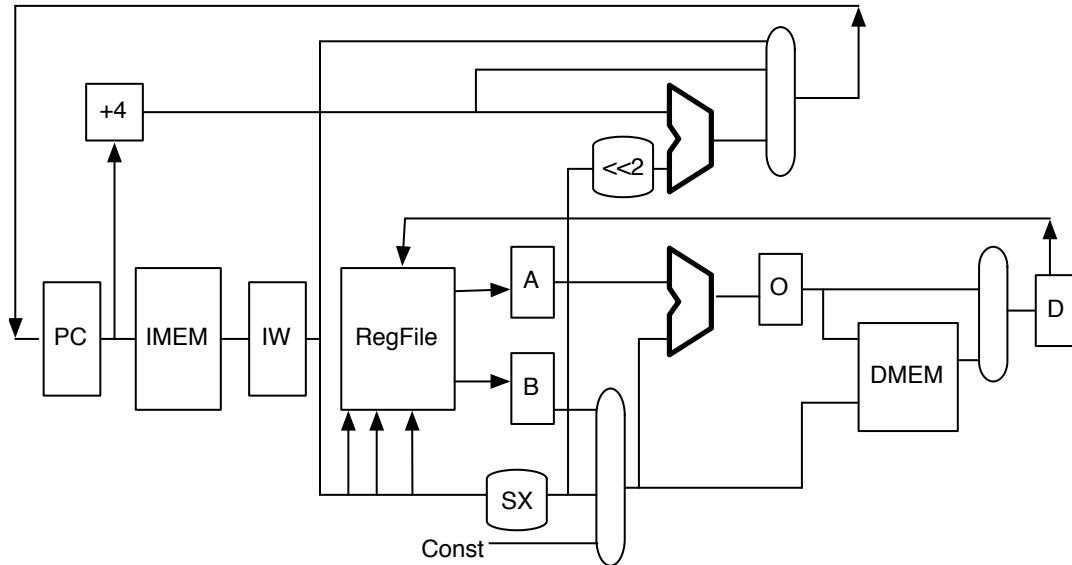 +4
<<2
A
O
PC
IMEM
IW
RegFile
D
B
DMEM
SX
Const